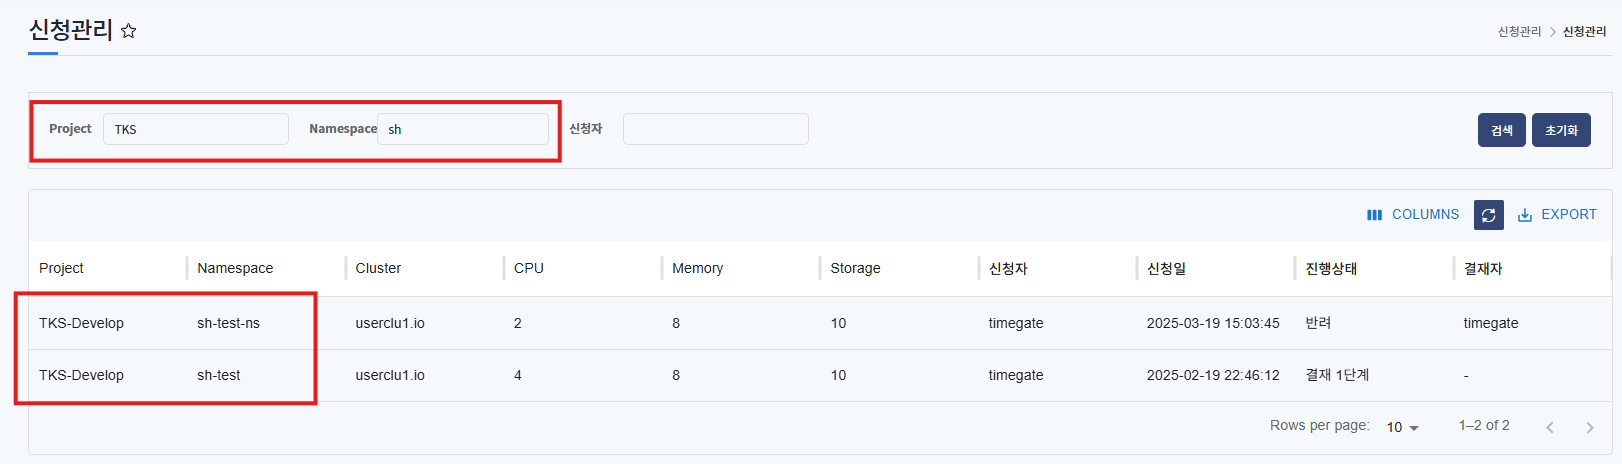 신청관리
신청관리 > 신청관리
Project TKS Namespace sh 신청자 검색 초기화
COLUMNS EXPORT
Project Namespace Cluster CPU Memory Storage 신청자 신청일 진행상태 결재자
TKS-Develop sh-test-ns userclu1.io 2 8 10 timegate 2025-03-19 15:03:45 반려 timegate
TKS-Develop sh-test userclu1.io 4 8 10 timegate 2025-02-19 22:46:12 결재 1단계 -
Rows per page: 10 1–2 of 2